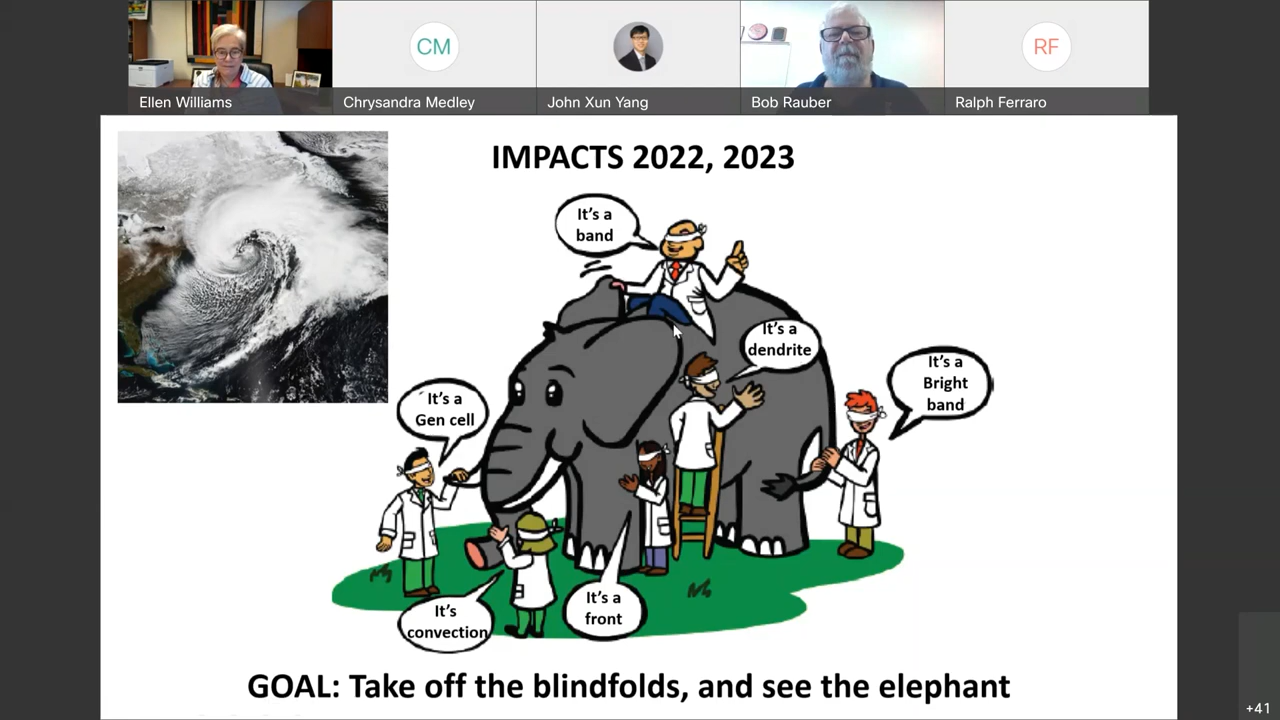 CM
RF
Ellen Williams
Chrysandra Medley
John Xun Yang
Bob Rauber
Ralph Ferraro
IMPACTS 2022, 2023
It's a
band
It's a
dendrite
It's a
Bright
band
It's a
Gen cell
It's a
front
It's
convection
GOAL: Take off the blindfolds, and see the elephant
+41